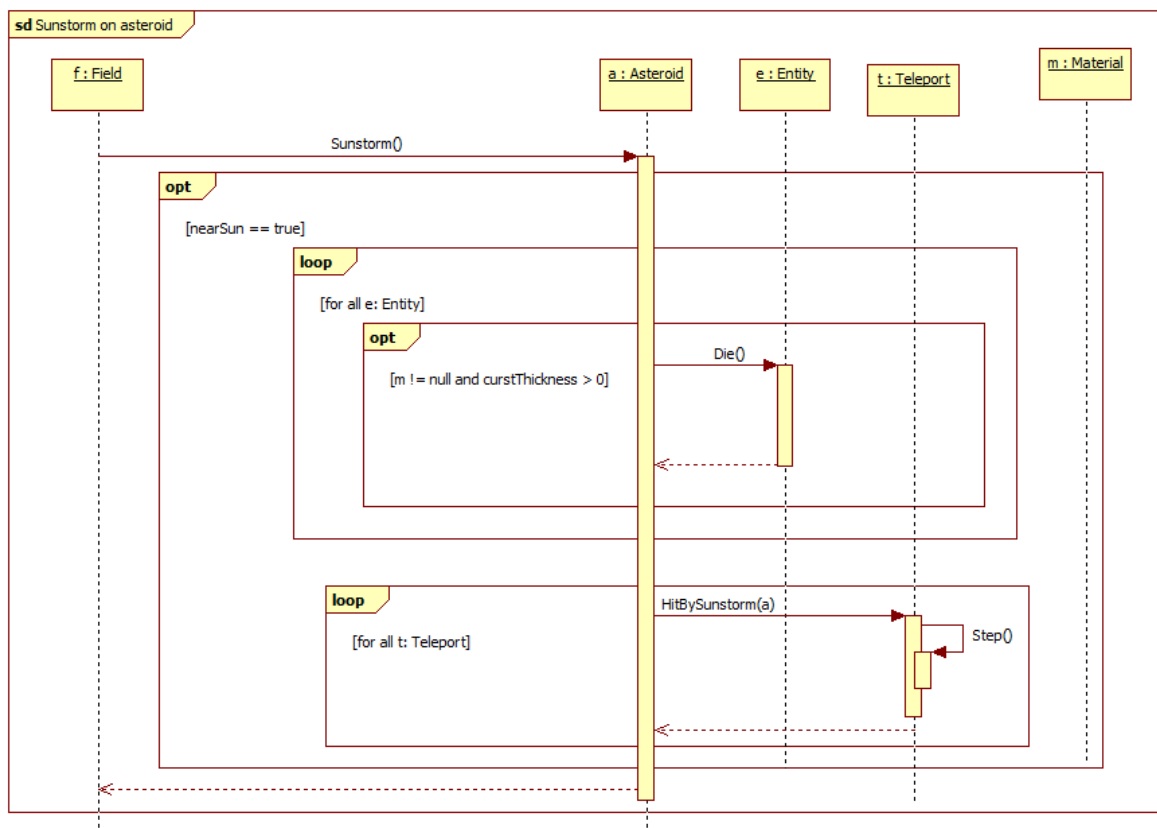 sd Sunstorm on asteroid
f : Field
a : Asteroid
e : Entity
t : Teleport
m : Material
Sunstorm()
opt
[nearSun == true]
loop
[for all e: Entity]
opt
Die()
[m != null and curstThickness > 0]
loop
HitBySunstorm(a)
Step()
[for all t: Teleport]